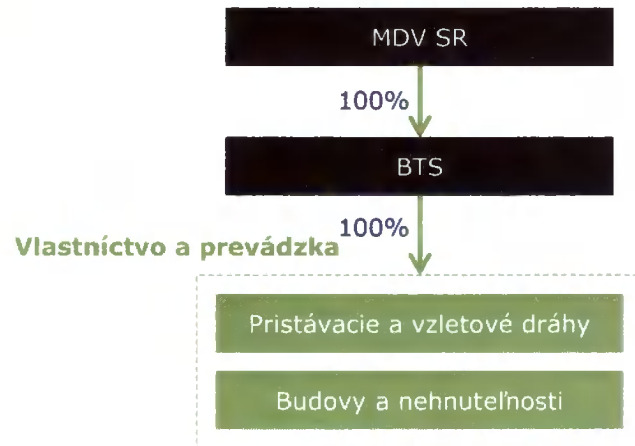 MDV SR
100%
BTS
100%
Vlastníctvo a prevádzka
Pristávacie a vzletové dráhy
Budovy a nehnuteľnosti